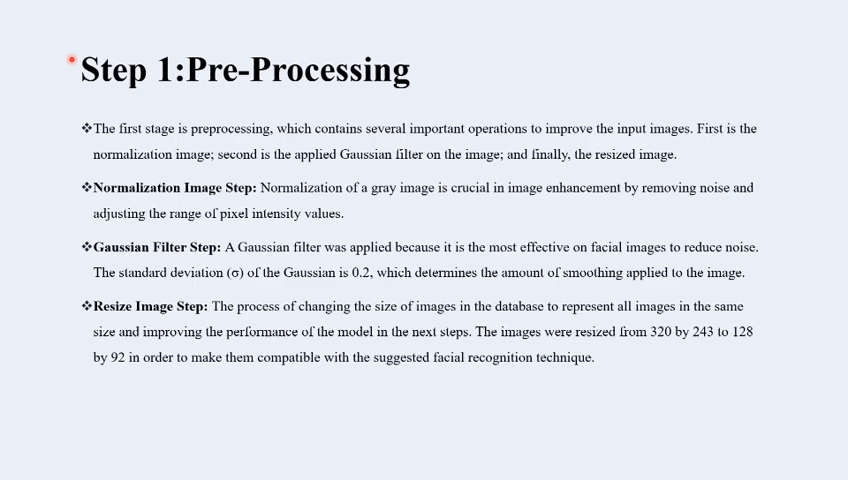 Step 1:Pre-Processing
❖The first stage is preprocessing, which contains several important operations to improve the input images. First is the
normalization image; second is the applied Gaussian filter on the image; and finally, the resized image.
❖Normalization Image Step: Normalization of a gray image is crucial in image enhancement by removing noise and
adjusting the range of pixel intensity values.
❖Gaussian Filter Step: A Gaussian filter was applied because it is the most effective on facial images to reduce noise.
The standard deviation (σ) of the Gaussian is 0.2, which determines the amount of smoothing applied to the image.
❖Resize Image Step: The process of changing the size of images in the database to represent all images in the same
size and improving the performance of the model in the next steps. The images were resized from 320 by 243 to 128
by 92 in order to make them compatible with the suggested facial recognition technique.